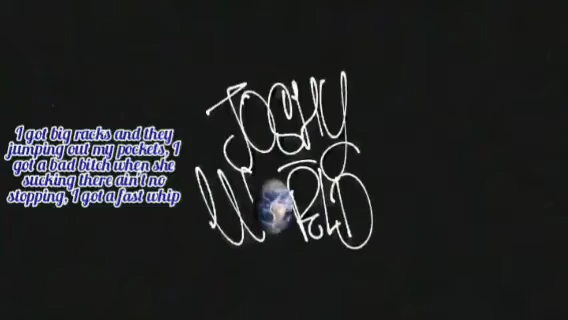 I got big racks and they
jumping out my pockets, I
got a bad bitch when she
sucking there ain't no
stopping, I got a fast whip
JOSHY
WORLD